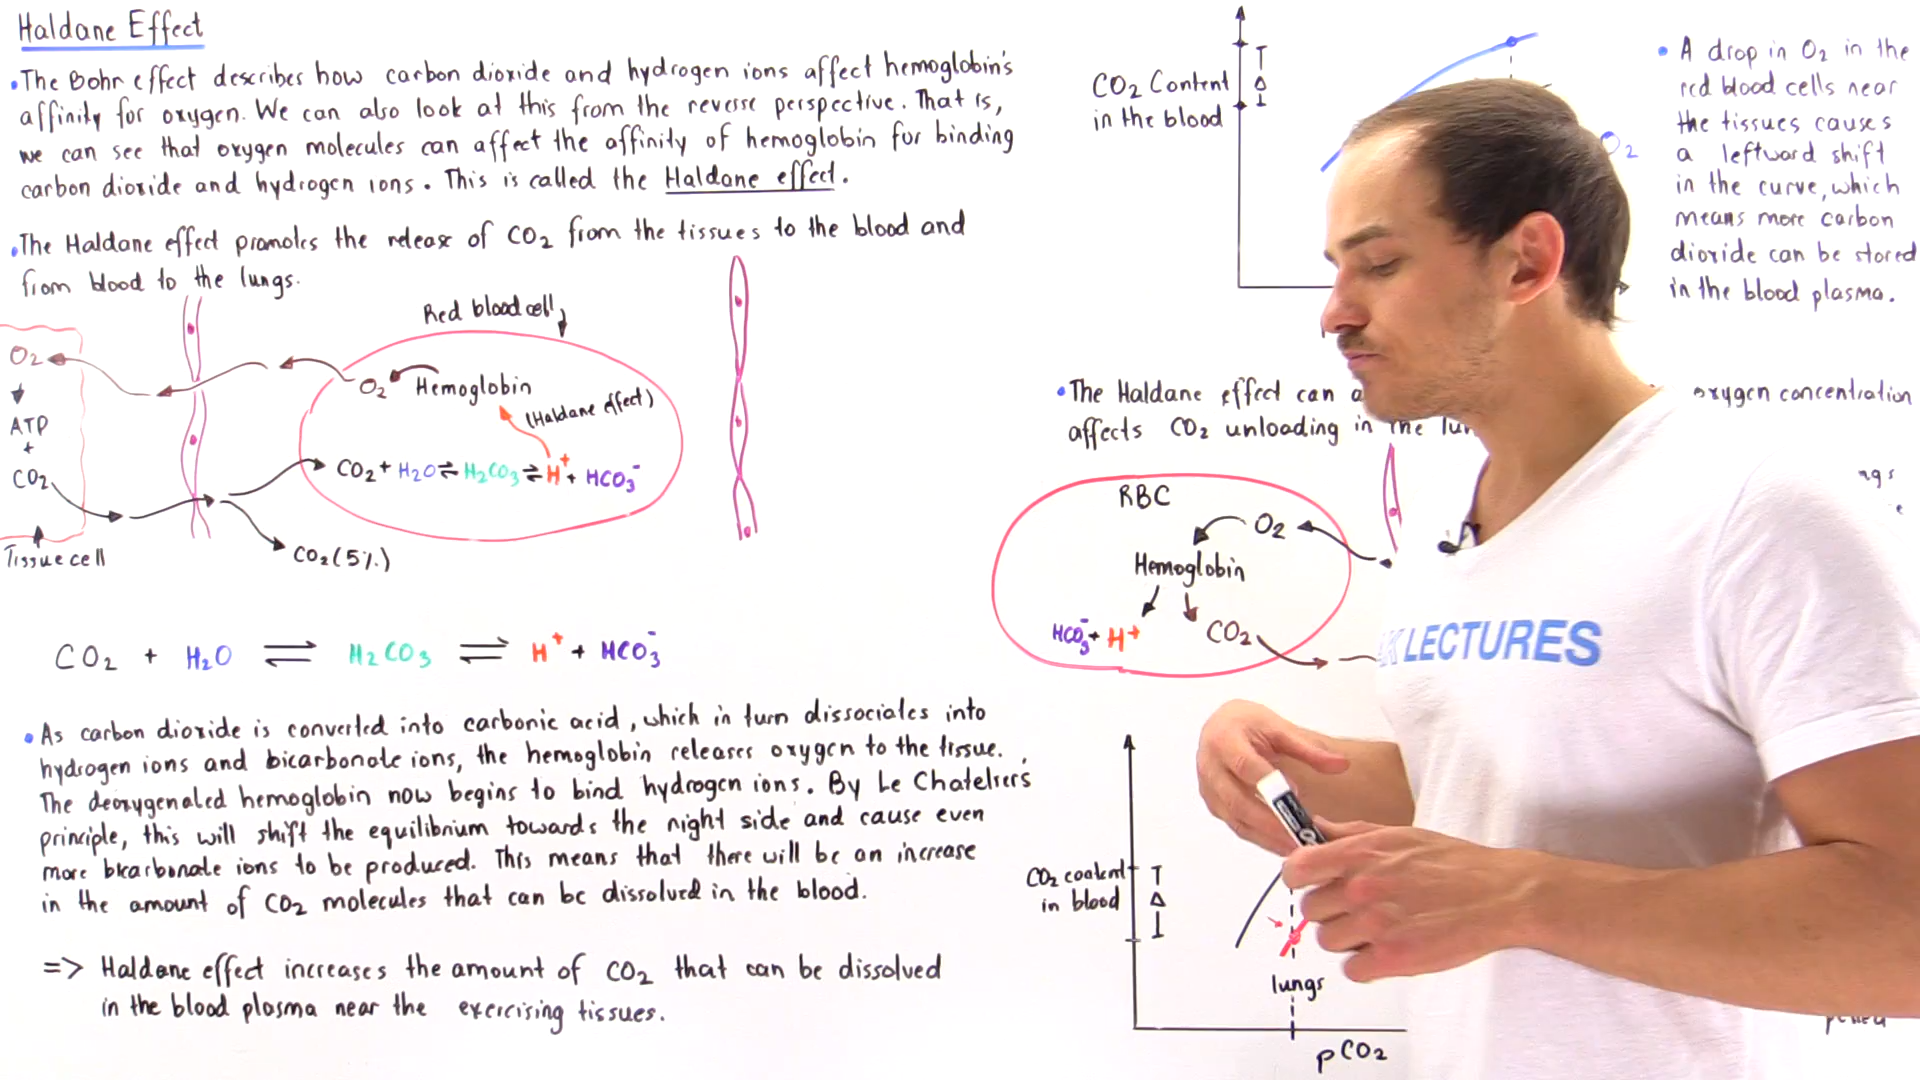 Haldane Effect
• The Bohr effect describes how carbon dioxide and hydrogen ions affect hemoglobin's
affinity for oxygen. We can also look at this from the reverse perspective. That is,
we can see that oxygen molecules can affect the affinity of hemoglobin for binding
carbon dioxide and hydrogen ions. This is called the Haldane effect.
• The Haldane effect promotes the release of CO2 from the tissues to the blood and
from blood to the lungs.
Red blood cell
O2
ATP
+
CO2
Tissue cell
O2
Hemoglobin
(Haldane effect)
CO2 + H2O ⇌ H2CO3 ⇌ H+ + HCO3-
CO2 (5%)
CO2 + H2O ⇌ H2CO3 ⇌ H+ + HCO3-
• As carbon dioxide is converted into carbonic acid, which in turn dissociates into
hydrogen ions and bicarbonate ions, the hemoglobin releases oxygen to the tissue.
The deoxygenated hemoglobin now begins to bind hydrogen ions. By Le Chatelier's
principle, this will shift the equilibrium towards the right side and cause even
more bicarbonate ions to be produced. This means that there will be an increase
in the amount of CO2 molecules that can be dissolved in the blood.
=> Haldane effect increases the amount of CO2 that can be dissolved
in the blood plasma near the exercising tissues.
CO2 Content
in the blood
Δ
O2
• A drop in O2 in the
red blood cells near
the tissues causes
a leftward shift
in the curve, which
means more carbon
dioxide can be stored
in the blood plasma.
• The Haldane effect can oxygen concentration
affects CO2 unloading in the
RBC
O2
Hemoglobin
HCO3- + H+
CO2
LECTURES
CO2 content
in blood
Δ
lungs
pCO2